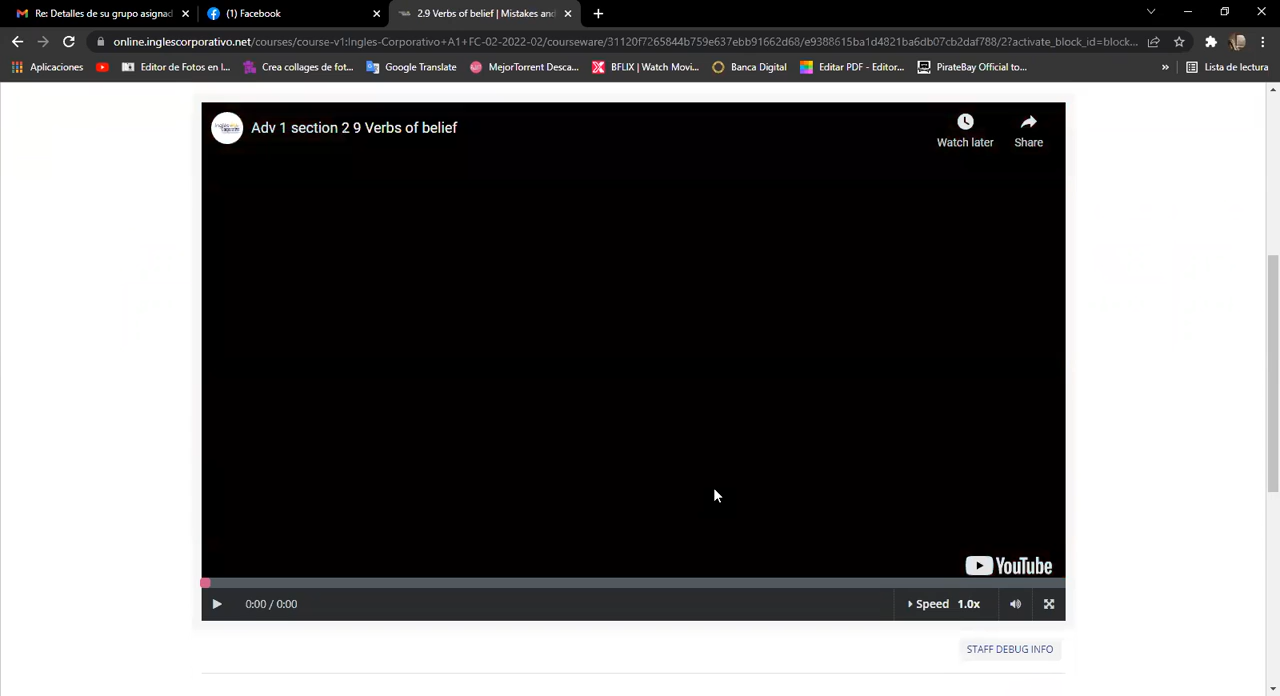 Re: Detalles de su grupo asignad
(1) Facebook
2.9 Verbs of belief | Mistakes and
online.inglescorporativo.net/courses/course-v1:Ingles-Corporativo+A1+FC-02-2022-02/courseware/31120f7265844b759e637ebb91662d68/e9388615ba1d4821ba6db07cb2daf788/2?activate_block_id=block...
Aplicaciones
Editor de Fotos en l...
Crea collages de fot...
Google Translate
MejorTorrent Desca...
BFLIX | Watch Movi...
Banca Digital
Editar PDF - Editor...
PirateBay Official to...
»
Lista de lectura
Adv 1 section 2 9 Verbs of belief
Watch later
Share
YouTube
0:00 / 0:00
Speed 1.0x
STAFF DEBUG INFO